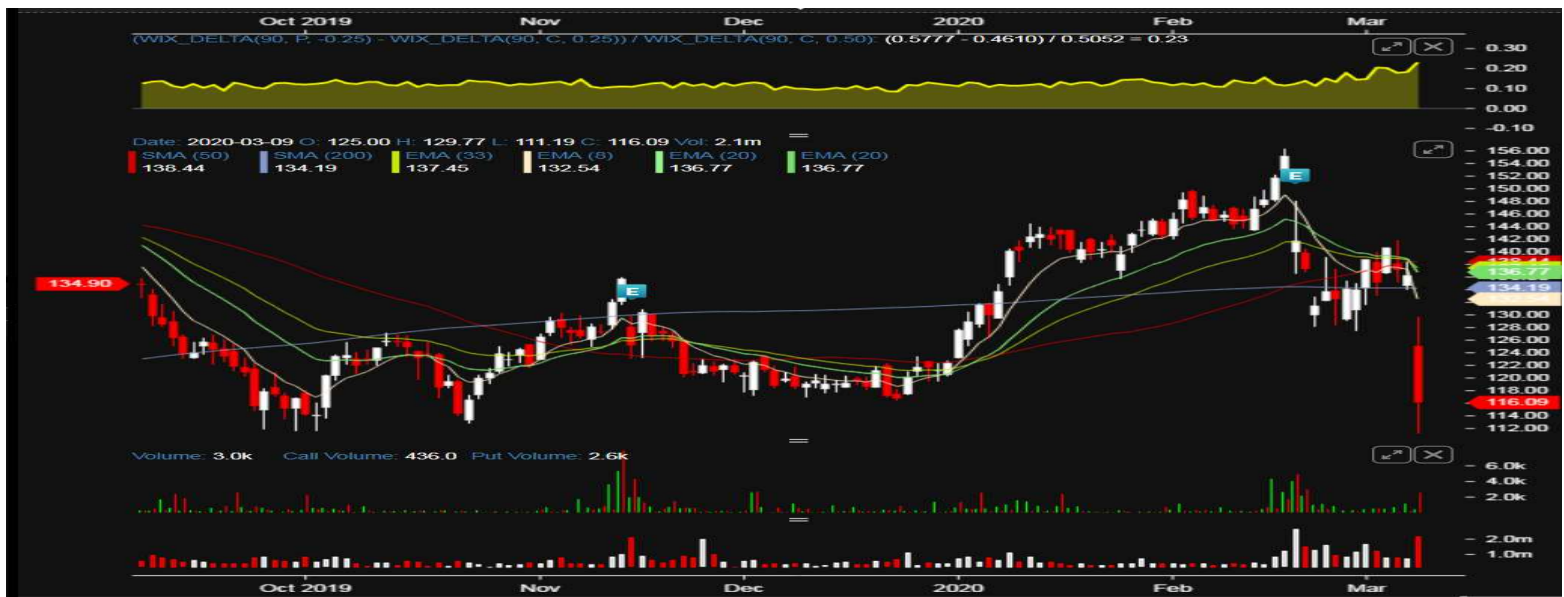 Oct 2019 Nov Dec 2020 Feb Mar
(WIX_DELTA(90, P, -0.25) - WIX_DELTA(90, C, 0.25)) / WIX_DELTA(90, C, 0.50): (0.5777 - 0.4610) / 0.5052 = 0.23
0.30
0.20
0.10
0.00
-0.10
Date: 2020-03-09 O: 125.00 H: 129.77 L: 111.19 C: 116.09 Vol: 2.1m
SMA (50) SMA (200) EMA (33) EMA (8) EMA (20) EMA (20)
138.44 134.19 137.45 132.54 136.77 136.77
156.00
154.00
152.00
E
150.00
148.00
146.00
144.00
142.00
140.00
138.44
136.77
134.90
E
134.19
132.54
130.00
128.00
126.00
124.00
122.00
120.00
118.00
116.09
114.00
112.00
Volume: 3.0k Call Volume: 436.0 Put Volume: 2.6k
6.0k
4.0k
2.0k
2.0m
1.0m
Oct 2019 Nov Dec 2020 Feb Mar